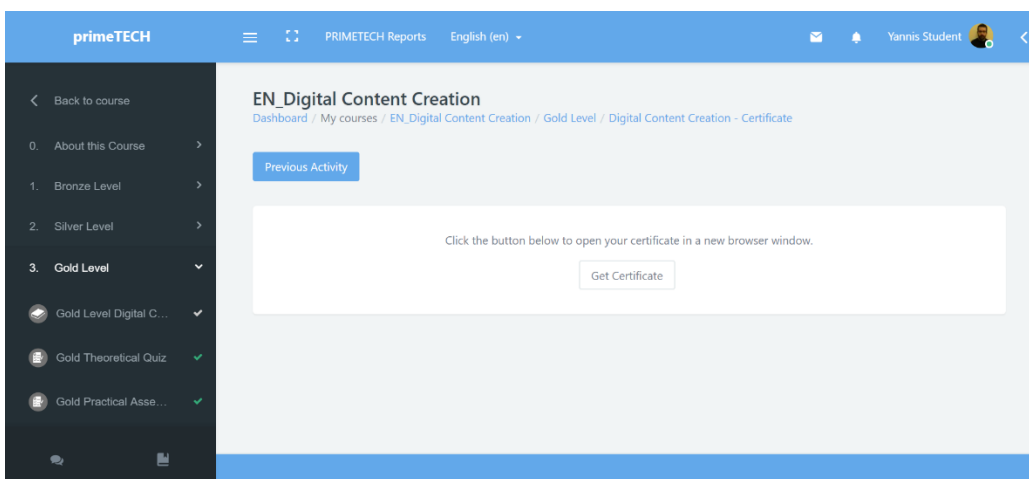 primeTECH
PRIMETECH Reports
English (en)
Yannis Student
Back to course
0. About this Course
1. Bronze Level
2. Silver Level
3. Gold Level
Gold Level Digital C...
Gold Theoretical Quiz
Gold Practical Asse...
EN_Digital Content Creation
Dashboard / My courses / EN_Digital Content Creation / Gold Level / Digital Content Creation - Certificate
Previous Activity
Click the button below to open your certificate in a new browser window.
Get Certificate